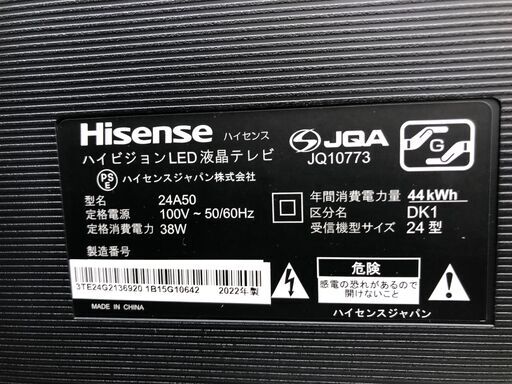 Hisense ハイセンス
JQA
JQ10773
G
ハイビジョンLED液晶テレビ
PS
E
ハイセンスジャパン株式会社
型名 24A50
定格電源 100V ~ 50/60Hz
定格消費電力 38W
年間消費電力量 44kWh
区分名 DK1
受信機型サイズ 24型
製造番号
3TE24G2136920 1B15G10642 2022年製
MADE IN CHINA
危険
感電の恐れがあるので
開けないこと
ハイセンスジャパン